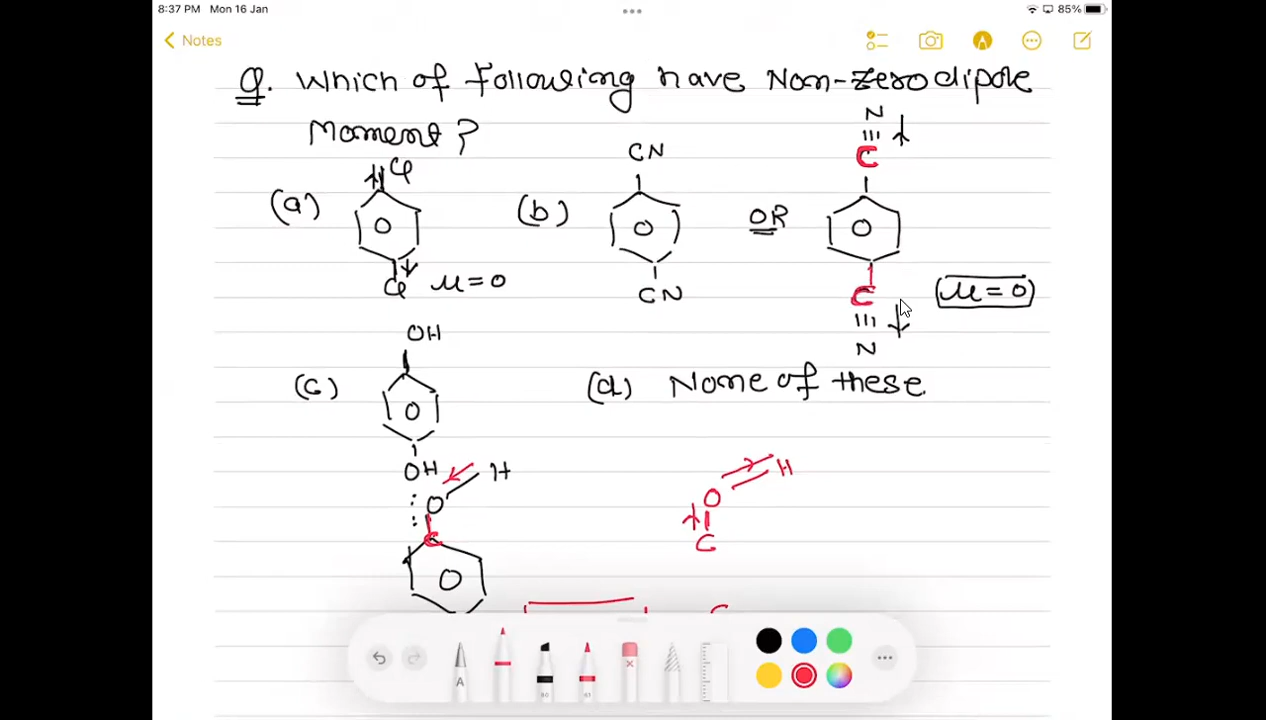 8:37 PM Mon 16 Jan
85%
Notes
Q. Which of following have Non-zero dipole
Moment?
(a)
Cl
Cl
μ = 0
(b)
CN
CN
OR
N
C
C
N
μ = 0
(c)
OH
OH
(d) None of these
O H
C
O H
C
A
80